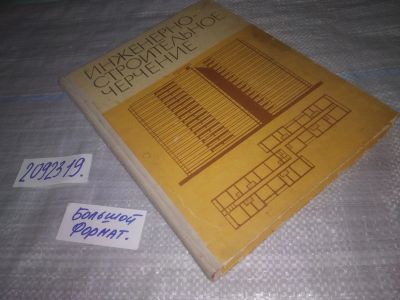 ИНЖЕНЕРНО-
СТРОИТЕЛЬНОЕ
ЧЕРЧЕНИЕ
2092319.
БОЛЬШОЙ
ФОРМАТ.